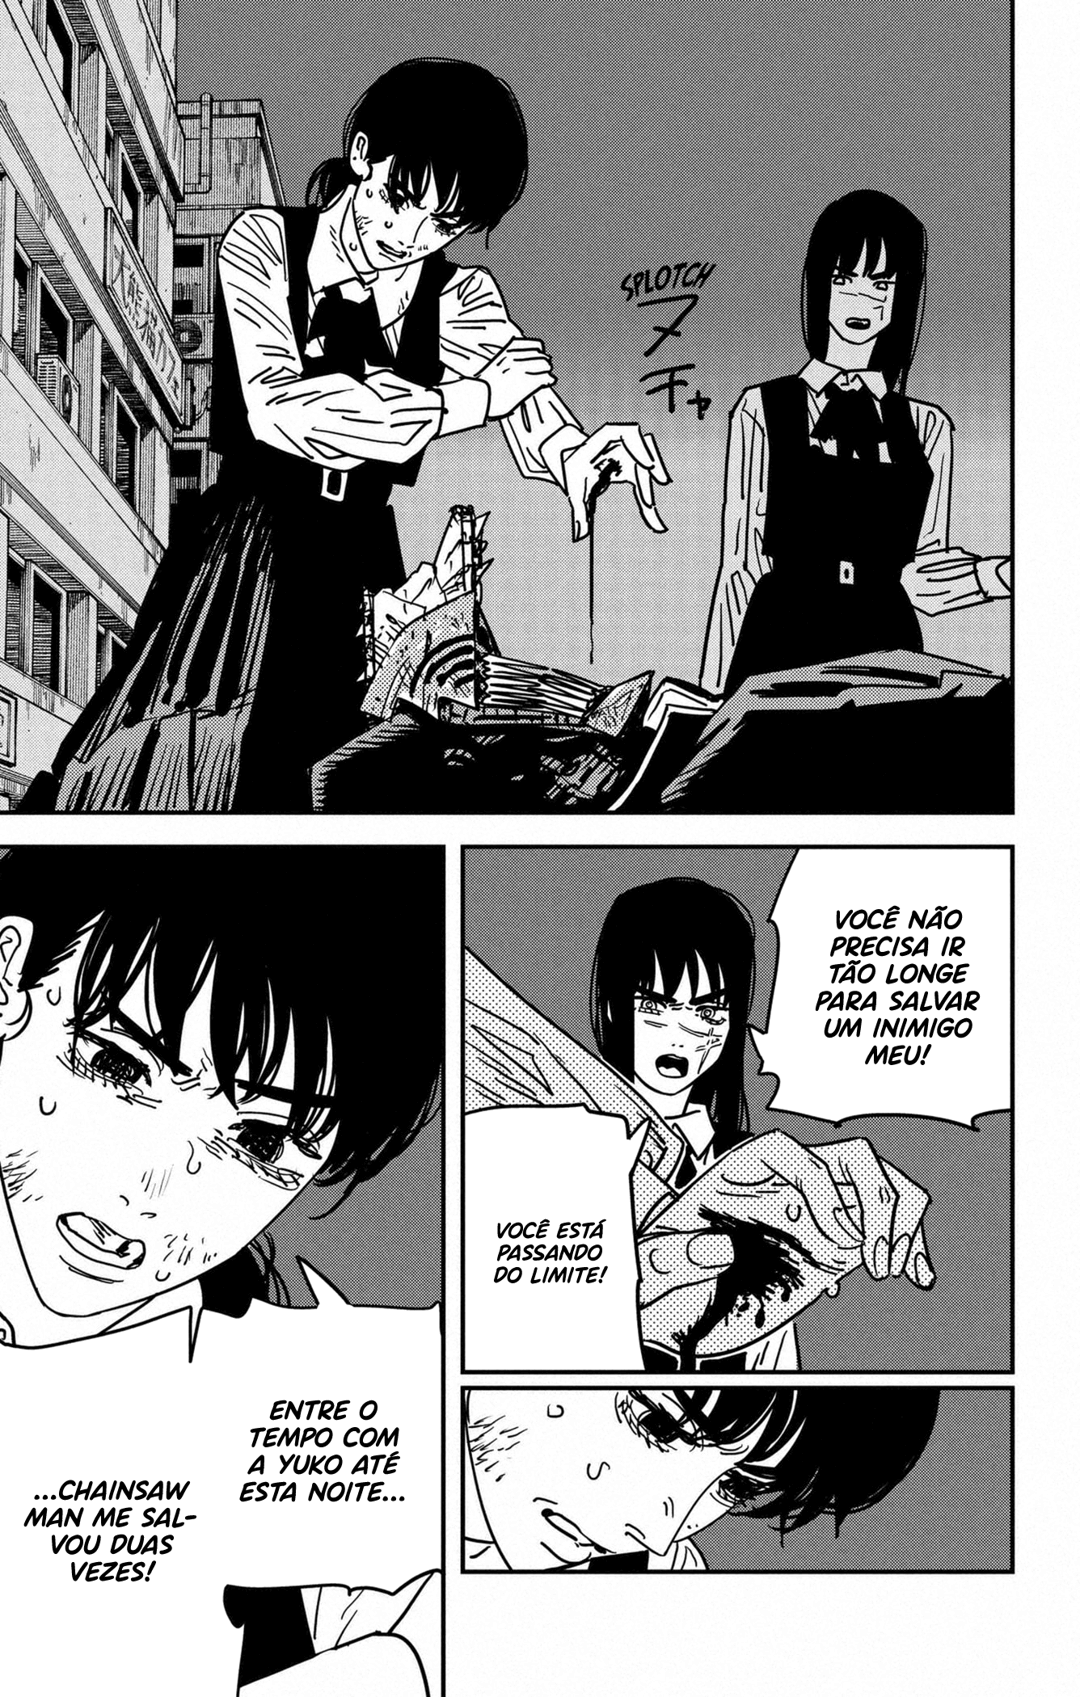 SPLOTCH
ヌ
チャ
VOCÊ NÃO
PRECISA IR
TÃO LONGE
PARA SALVAR
UM INIMIGO
MEU!
VOCÊ ESTÁ
PASSANDO
DO LIMITE!
ENTRE O
TEMPO COM
A YUKO ATÉ
ESTA NOITE...
...CHAINSAW
MAN ME SAL-
VOU DUAS
VEZES!